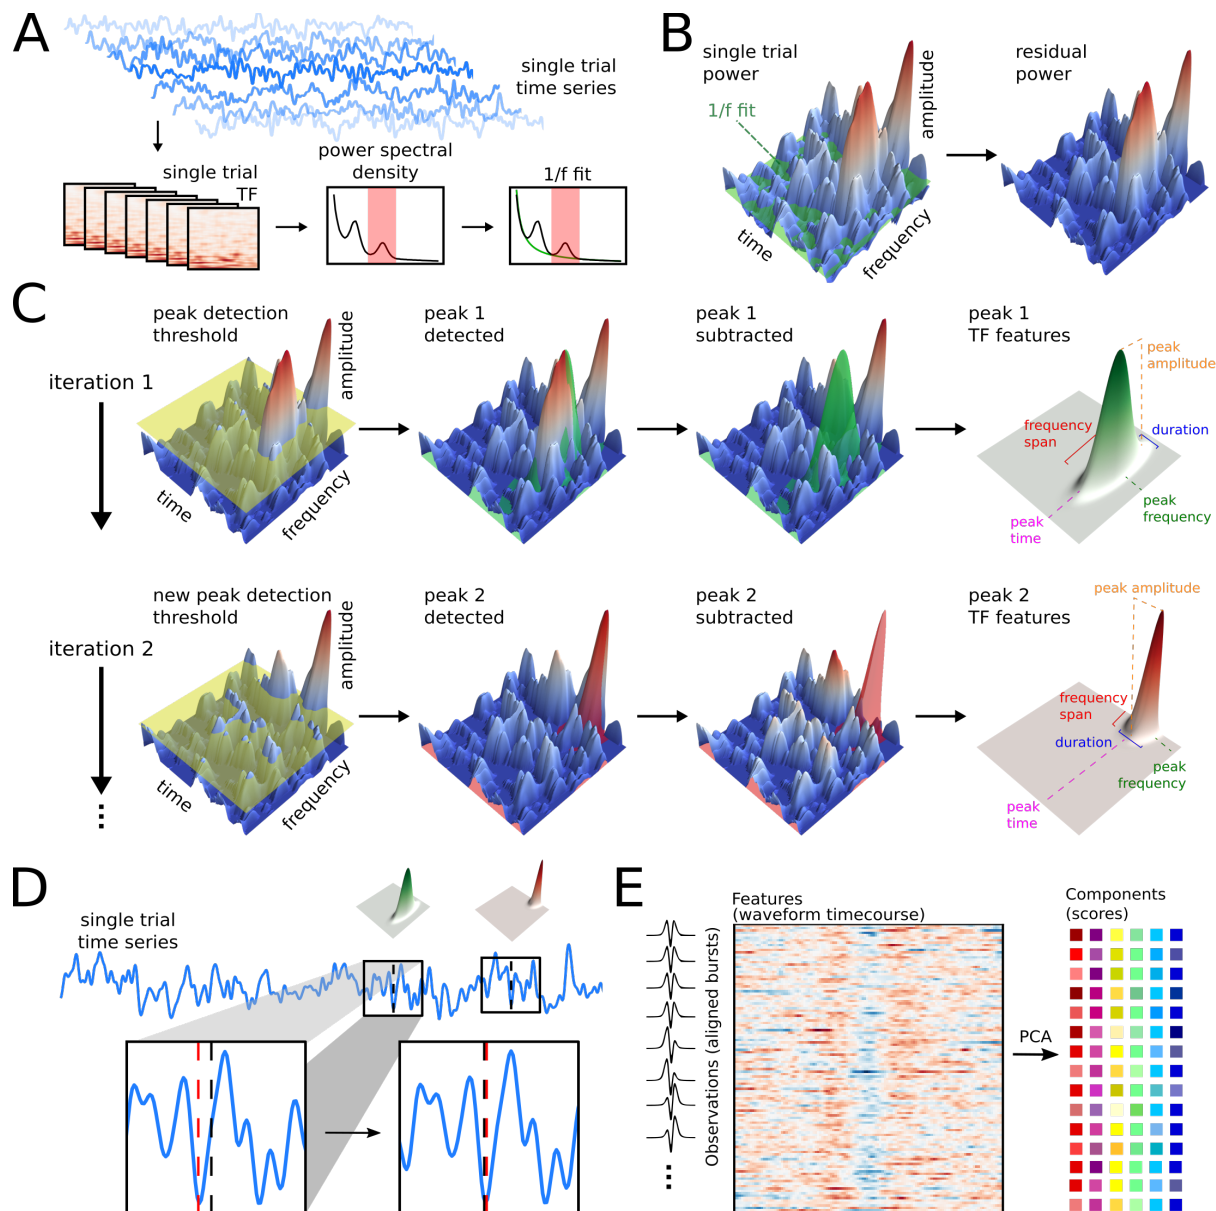 A
single trial
time series
single trial
TF
power spectral
density
1/f fit
B
single trial
power
1/f fit
amplitude
time
frequency
residual
power
C
iteration 1
peak detection
threshold
amplitude
time
frequency
peak 1
detected
peak 1
subtracted
peak 1
TF features
peak
amplitude
frequency
span
duration
peak
time
peak
frequency
iteration 2
...
new peak detection
threshold
amplitude
time
frequency
peak 2
detected
peak 2
subtracted
peak 2
TF features
peak amplitude
frequency
span
duration
peak
frequency
peak
time
D
single trial
time series
E
Features
(waveform timecourse)
Observations (aligned bursts)
...
PCA
Components
(scores)